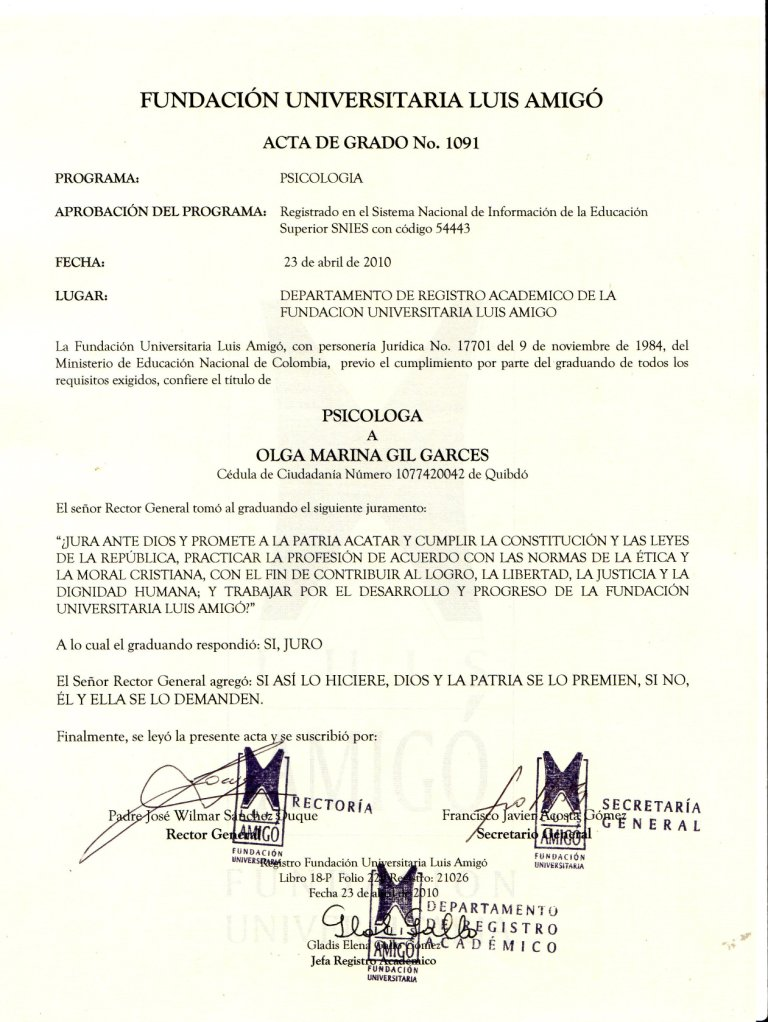 FUNDACIÓN UNIVERSITARIA LUIS AMIGÓ
ACTA DE GRADO No. 1091
PROGRAMA: PSICOLOGIA
APROBACIÓN DEL PROGRAMA: Registrado en el Sistema Nacional de Información de la Educación
Superior SNIES con código 54443
FECHA: 23 de abril de 2010
LUGAR: DEPARTAMENTO DE REGISTRO ACADEMICO DE LA
FUNDACION UNIVERSITARIA LUIS AMIGO
La Fundación Universitaria Luis Amigó, con personería Jurídica No. 17701 del 9 de noviembre de 1984, del
Ministerio de Educación Nacional de Colombia, previo el cumplimiento por parte del graduando de todos los
requisitos exigidos, confiere el título de
PSICOLOGA
A
OLGA MARINA GIL GARCES
Cédula de Ciudadanía Número 1077420042 de Quibdó
El señor Rector General tomó al graduando el siguiente juramento:
“¿JURA ANTE DIOS Y PROMETE A LA PATRIA ACATAR Y CUMPLIR LA CONSTITUCIÓN Y LAS LEYES
DE LA REPÚBLICA, PRACTICAR LA PROFESIÓN DE ACUERDO CON LAS NORMAS DE LA ÉTICA Y
LA MORAL CRISTIANA, CON EL FIN DE CONTRIBUIR AL LOGRO, LA LIBERTAD, LA JUSTICIA Y LA
DIGNIDAD HUMANA; Y TRABAJAR POR EL DESARROLLO Y PROGRESO DE LA FUNDACIÓN
UNIVERSITARIA LUIS AMIGÓ?”
A lo cual el graduando respondió: SI, JURO
El Señor Rector General agregó: SI ASÍ LO HICIERE, DIOS Y LA PATRIA SE LO PREMIEN, SI NO,
ÉL Y ELLA SE LO DEMANDEN.
Finalmente, se leyó la presente acta y se suscribió por:
RECTORÍA
SECRETARÍA
GENERAL
Padre José Wilmar Sánchez Duque Francisco Javier Acosta Gómez
Rector General Secretario General
AMIGÓ AMIGÓ
FUNDACIÓN FUNDACIÓN
UNIVERSITARIA UNIVERSITARIA
Registro Fundación Universitaria Luis Amigó
Libro 18-P Folio Registro: 21026
Fecha 23 de abril de 2010
DEPARTAMENTO
DE REGISTRO
ACADÉMICO
Gladis Elena Gallo Gómez
Jefa Registro Académico
AMIGÓ
FUNDACIÓN
UNIVERSITARIA